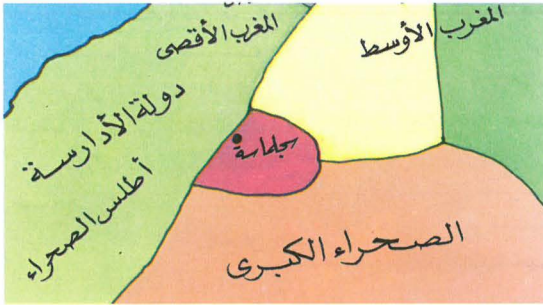 المغرب الأوسط
المغرب الأقصى
دولة الأدارسة
سجلماسة
أطلس الصحراء
الصحراء الكبرى